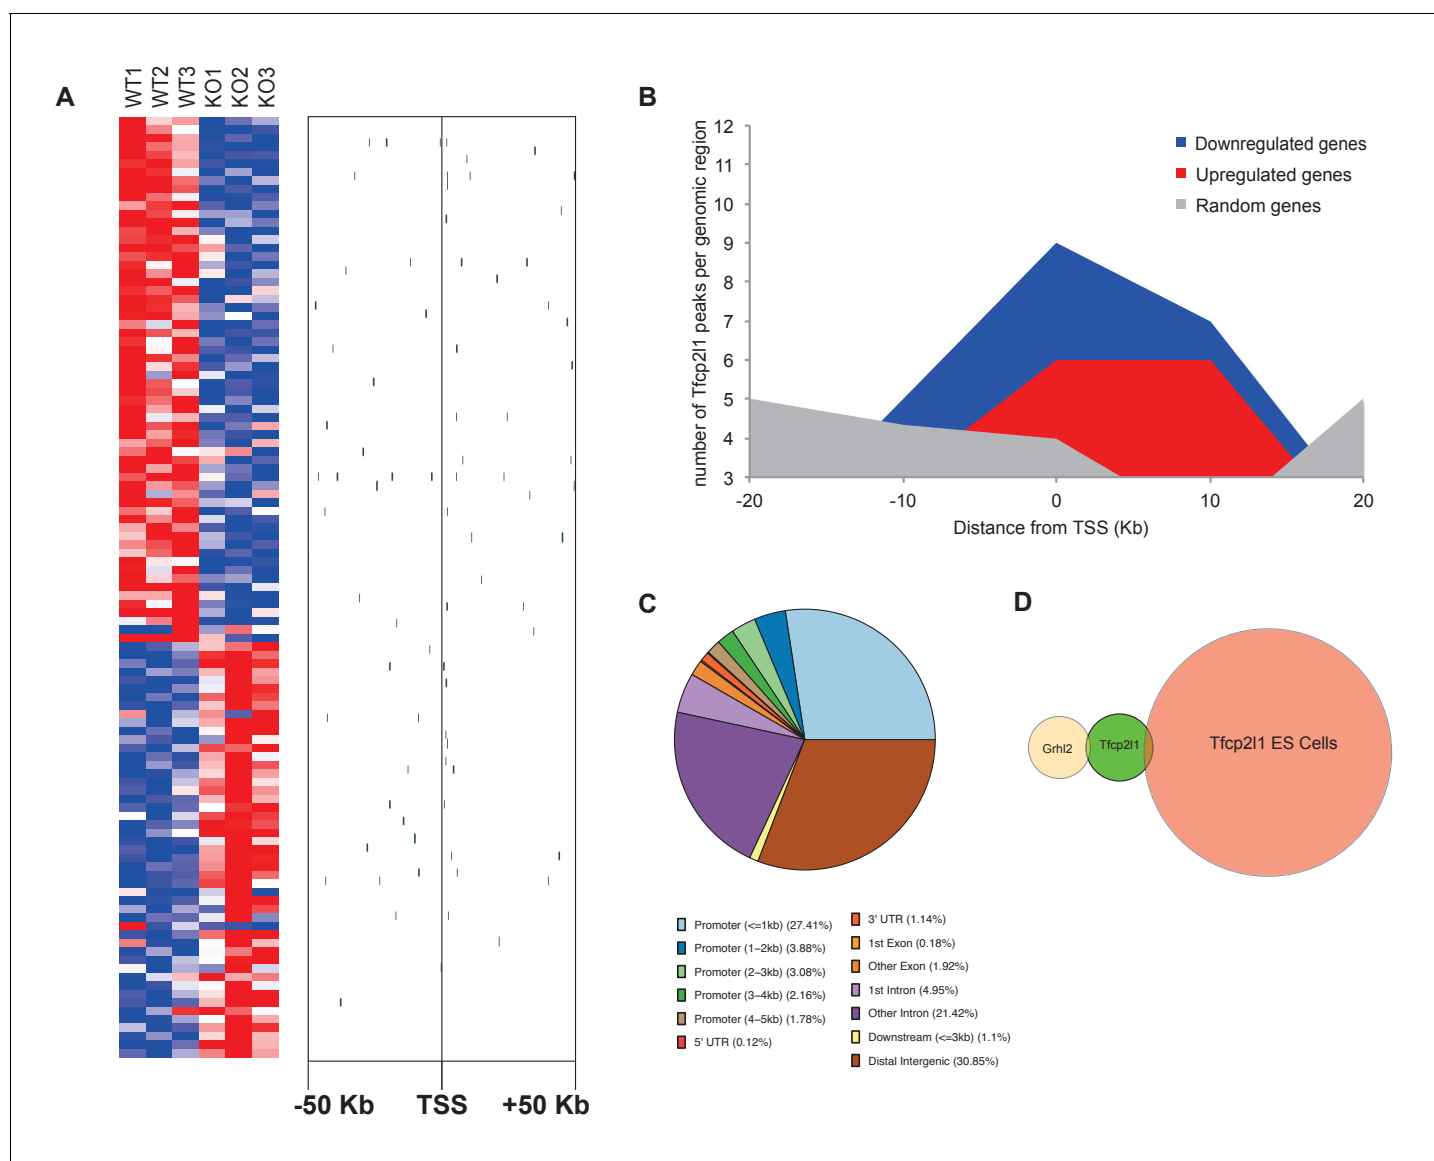 A
WT1
WT2
WT3
KO1
KO2
KO3
-50 Kb
TSS
+50 Kb
B
number of Tfcp2l1 peaks per genomic region
12
11
10
9
8
7
6
5
4
3
-20
-10
0
10
20
Distance from TSS (Kb)
Downregulated genes
Upregulated genes
Random genes
C
Promoter (<=1kb) (27.41%)
Promoter (1–2kb) (3.88%)
Promoter (2–3kb) (3.08%)
Promoter (3–4kb) (2.16%)
Promoter (4–5kb) (1.78%)
5' UTR (0.12%)
3' UTR (1.14%)
1st Exon (0.18%)
Other Exon (1.92%)
1st Intron (4.95%)
Other Intron (21.42%)
Downstream (<=3kb) (1.1%)
Distal Intergenic (30.85%)
D
Grhl2
Tfcp2l1
Tfcp2l1 ES Cells